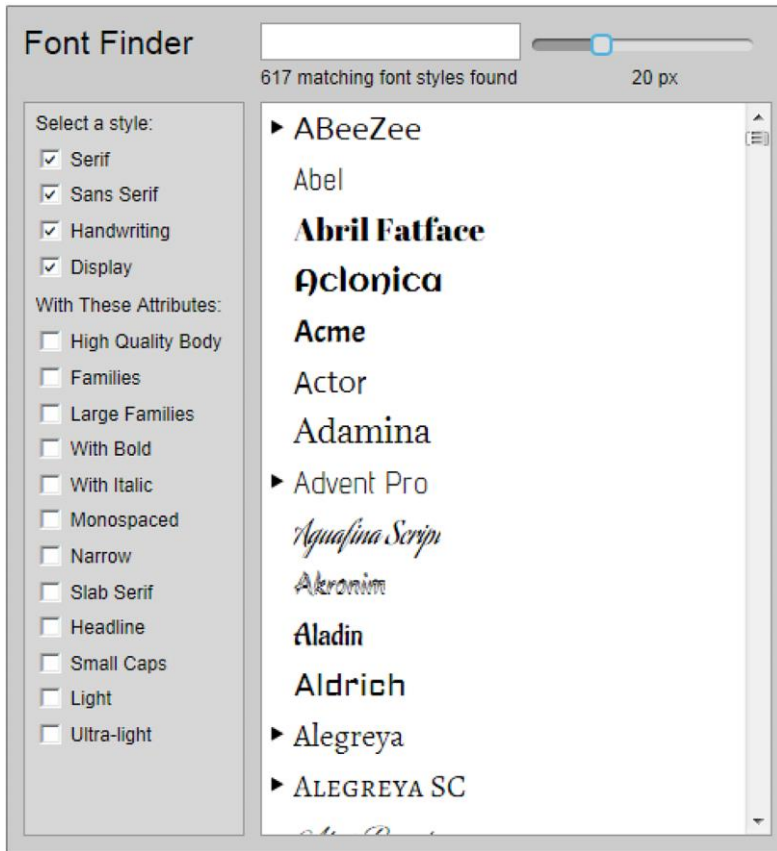 Font Finder
617 matching font styles found
20 px
Select a style:
Serif
Sans Serif
Handwriting
Display
With These Attributes:
High Quality Body
Families
Large Families
With Bold
With Italic
Monospaced
Narrow
Slab Serif
Headline
Small Caps
Light
Ultra-light
ABeeZee
Abel
Abril Fatface
Aclonica
Acme
Actor
Adamina
Advent Pro
Aguafina Script
Akronim
Aladin
Aldrich
Alegreya
ALEGREYA SC